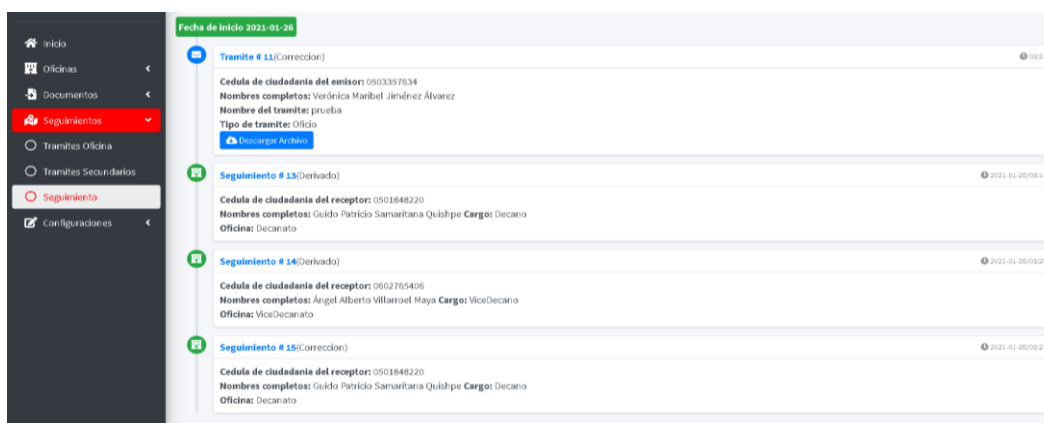 Fecha de inicio 2021-01-26
Inicio
Oficinas
Documentos
Seguimientos
Tramites Oficina
Tramites Secundarios
Seguimiento
Configuraciones
Tramite # 11(Correccion)
Cedula de ciudadania del emisor: 0503357634
Nombres completos: Verónica Maribel Jiménez Álvarez
Nombre del tramite: prueba
Tipo de tramite: Oficio
Descargar Archivo
Seguimiento # 13(Derivado)
Cedula de ciudadania del receptor: 0501848220
Nombres completos: Guido Patricio Samaritana Quishpe Cargo: Decano
Oficina: Decanato
Seguimiento # 14(Derivado)
Cedula de ciudadania del receptor: 0602765406
Nombres completos: Ángel Alberto Villarroel Maya Cargo: ViceDecano
Oficina: ViceDecanato
Seguimiento # 15(Correccion)
Cedula de ciudadania del receptor: 0501848220
Nombres completos: Guido Patricio Samaritana Quishpe Cargo: Decano
Oficina: Decanato